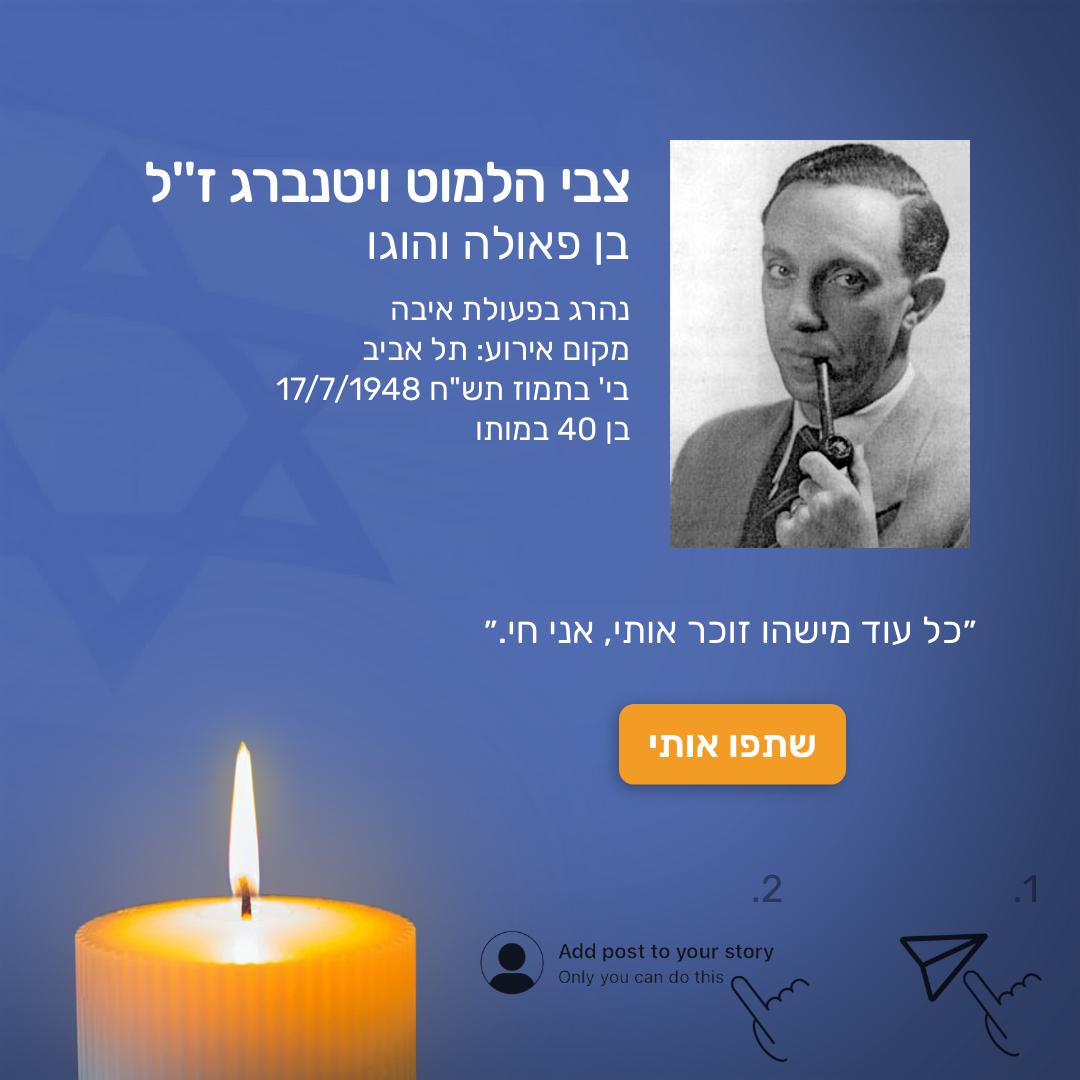 צבי הלמוט ויטנברג ז"ל
בן פאולה והוגו
נהרג בפעולת איבה
מקום אירוע: תל אביב
בי' בתמוז תש"ח 17/7/1948
בן 40 במותו
״כל עוד מישהו זוכר אותי, אני חי.״
שתפו אותי
1.
2.
Add post to your story
Only you can do this